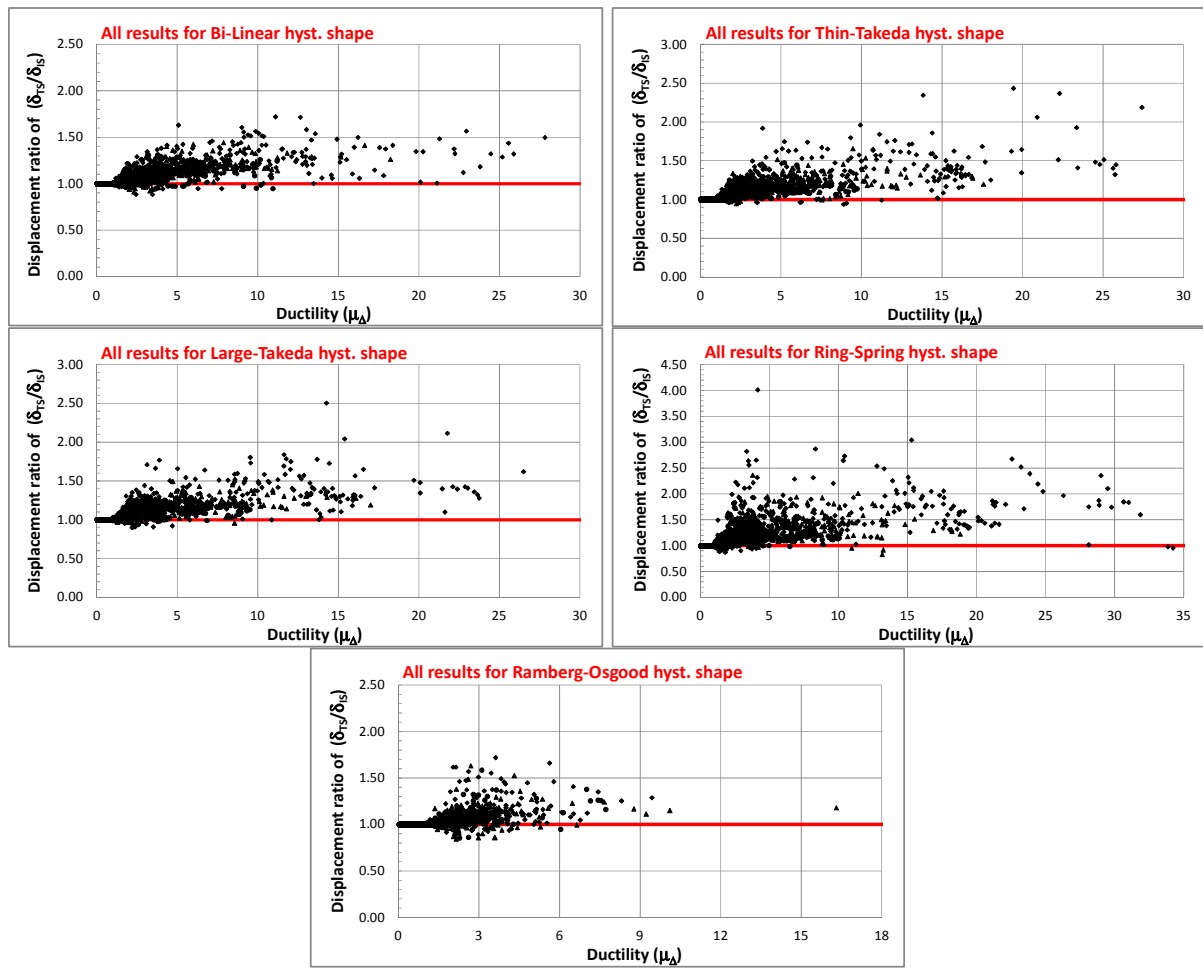 All results for Bi-Linear hyst. shape
Displacement ratio of (δTS/δIS)
2.50
2.00
1.50
1.00
0.50
0.00
0 5 10 15 20 25 30
Ductility (μΔ)
All results for Thin-Takeda hyst. shape
Displacement ratio of (δTS/δIS)
3.00
2.50
2.00
1.50
1.00
0.50
0.00
0 5 10 15 20 25 30
Ductility (μΔ)
All results for Large-Takeda hyst. shape
Displacement ratio of (δTS/δIS)
3.00
2.50
2.00
1.50
1.00
0.50
0.00
0 5 10 15 20 25 30
Ductility (μΔ)
All results for Ring-Spring hyst. shape
Displacement ratio of (δTS/δIS)
4.50
4.00
3.50
3.00
2.50
2.00
1.50
1.00
0.50
0.00
0 5 10 15 20 25 30 35
Ductility (μΔ)
All results for Ramberg-Osgood hyst. shape
Displacement ratio of (δTS/δIS)
2.50
2.00
1.50
1.00
0.50
0.00
0 3 6 9 12 15 18
Ductility (μΔ)